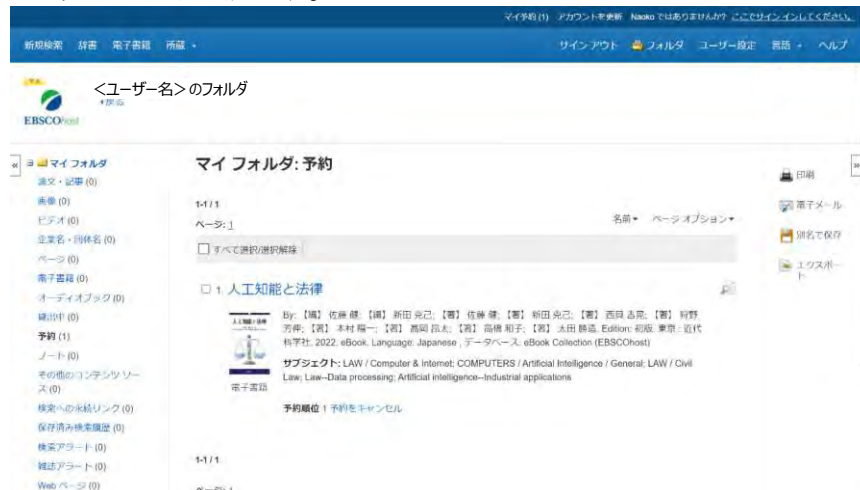 マイ予約 (1) アカウントを更新 Naoko ではありませんか? ここでサインインしてください。
新規検索 辞書 電子書籍 所蔵
サインアウト フォルダ ユーザー設定 言語 ヘルプ
<ユーザー名>のフォルダ
戻る
EBSCOhost
マイ フォルダ
論文・記事 (0)
画像 (0)
ビデオ (0)
企業名・団体名 (0)
ページ (0)
電子書籍 (0)
オーディオブック (0)
貸出中 (0)
予約 (1)
ノート (0)
その他のコンテンツ ソー
ス (0)
検索への永続リンク (0)
保存済み検索履歴 (0)
検索アラート (0)
雑誌アラート (0)
Web ページ (0)
マイ フォルダ: 予約
1-1 / 1
ページ: 1
名前 ページ オプション
すべて選択/選択解除
1. 人工知能と法律
人工知能と法律
電子書籍
By: 【編】 佐藤 健; 【編】 新田 克己; 【著】 佐藤 健; 【著】 新田 克己; 【著】 西貝 吉晃; 【著】 狩野
芳伸; 【著】 本村 陽一; 【著】 高岡 昂太; 【著】 高橋 和子; 【著】 太田 勝造. Edition: 初版. 東京 : 近代
科学社. 2022. eBook. Language: Japanese , データベース: eBook Collection (EBSCOhost)
サブジェクト: LAW / Computer & Internet; COMPUTERS / Artificial Intelligence / General; LAW / Civil
Law; Law--Data processing; Artificial intelligence--Industrial applications
予約順位 1 予約をキャンセル
1-1 / 1
ページ: 1
印刷
電子メール
別名で保存
エクスポー
ト